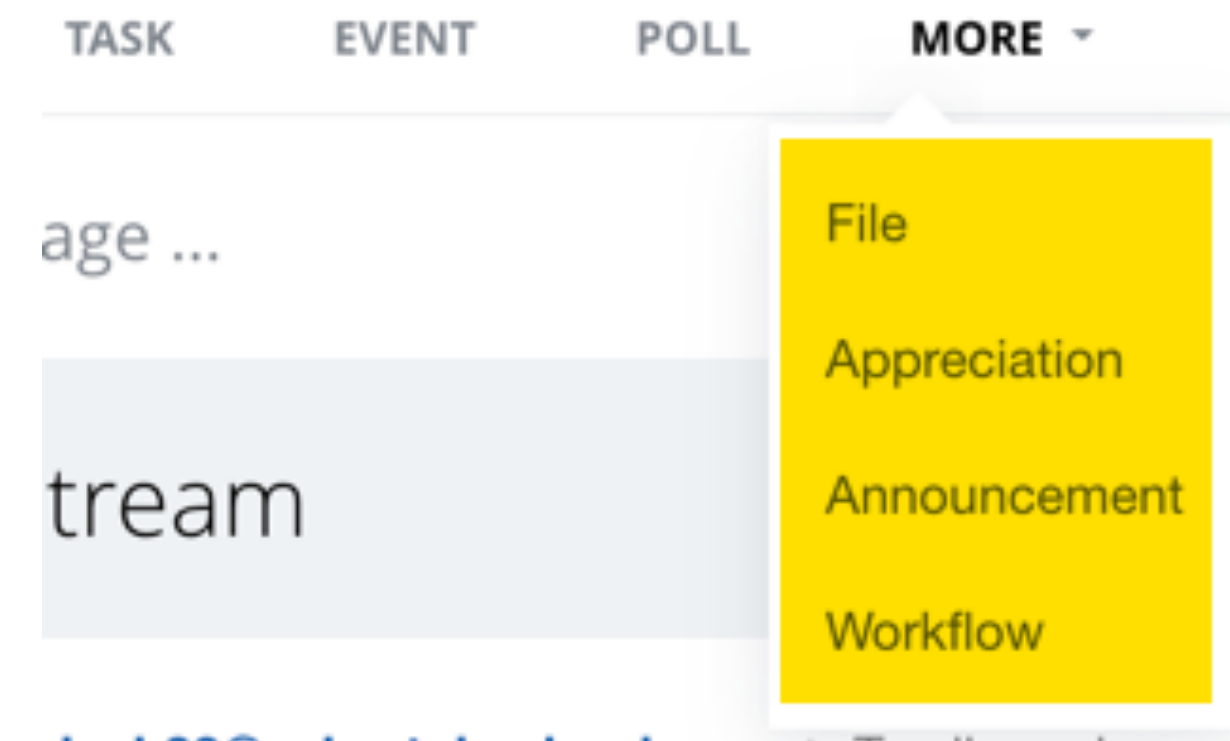 TASK EVENT POLL MORE
File
age ...
Appreciation
tream
Announcement
Workflow